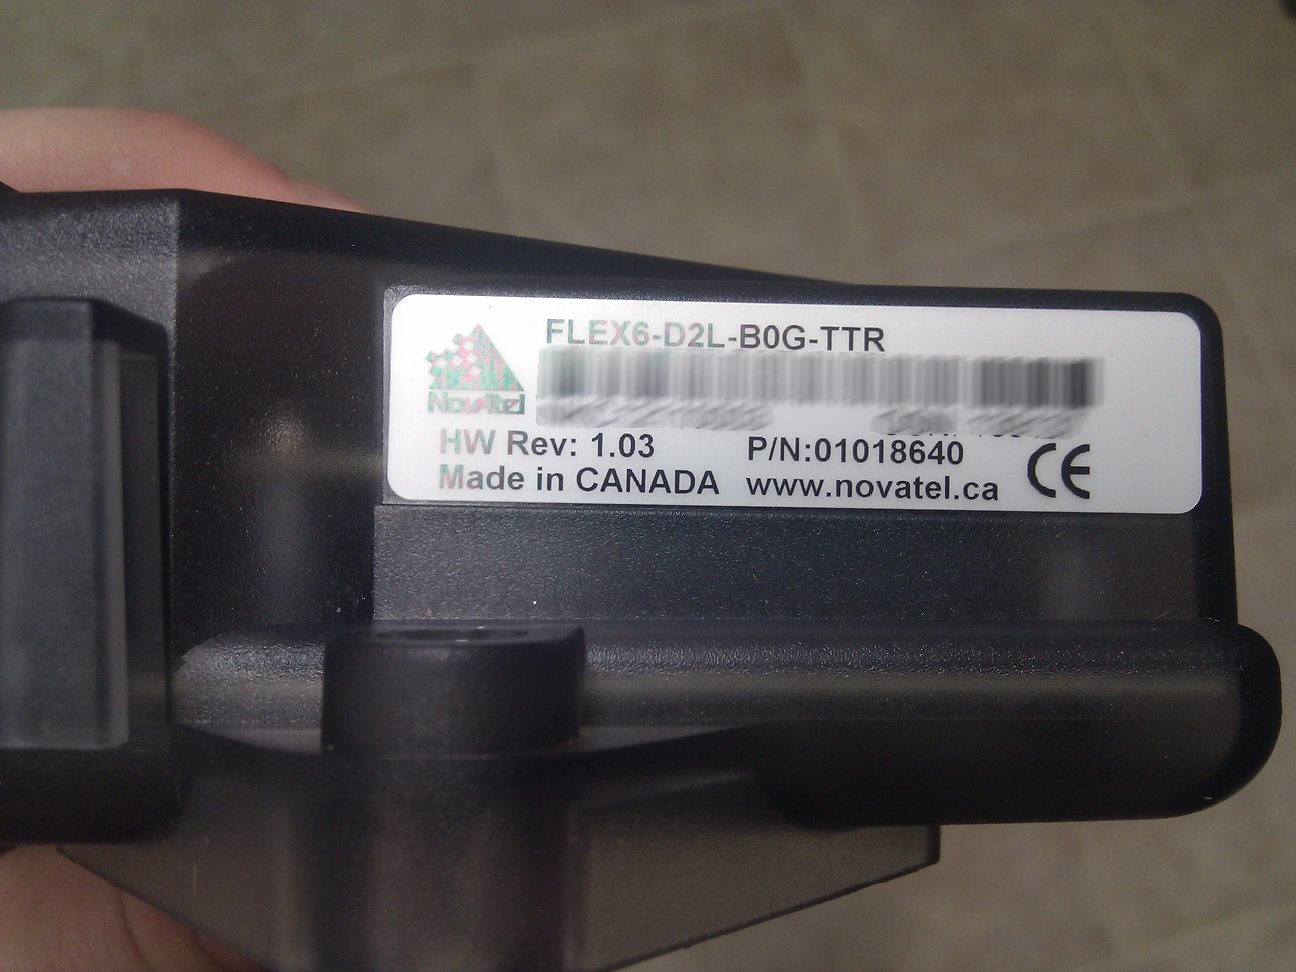 FLEX6-D2L-B0G-TTR
NovAtel
HW Rev: 1.03 P/N:01018640
Made in CANADA www.novatel.ca
CE